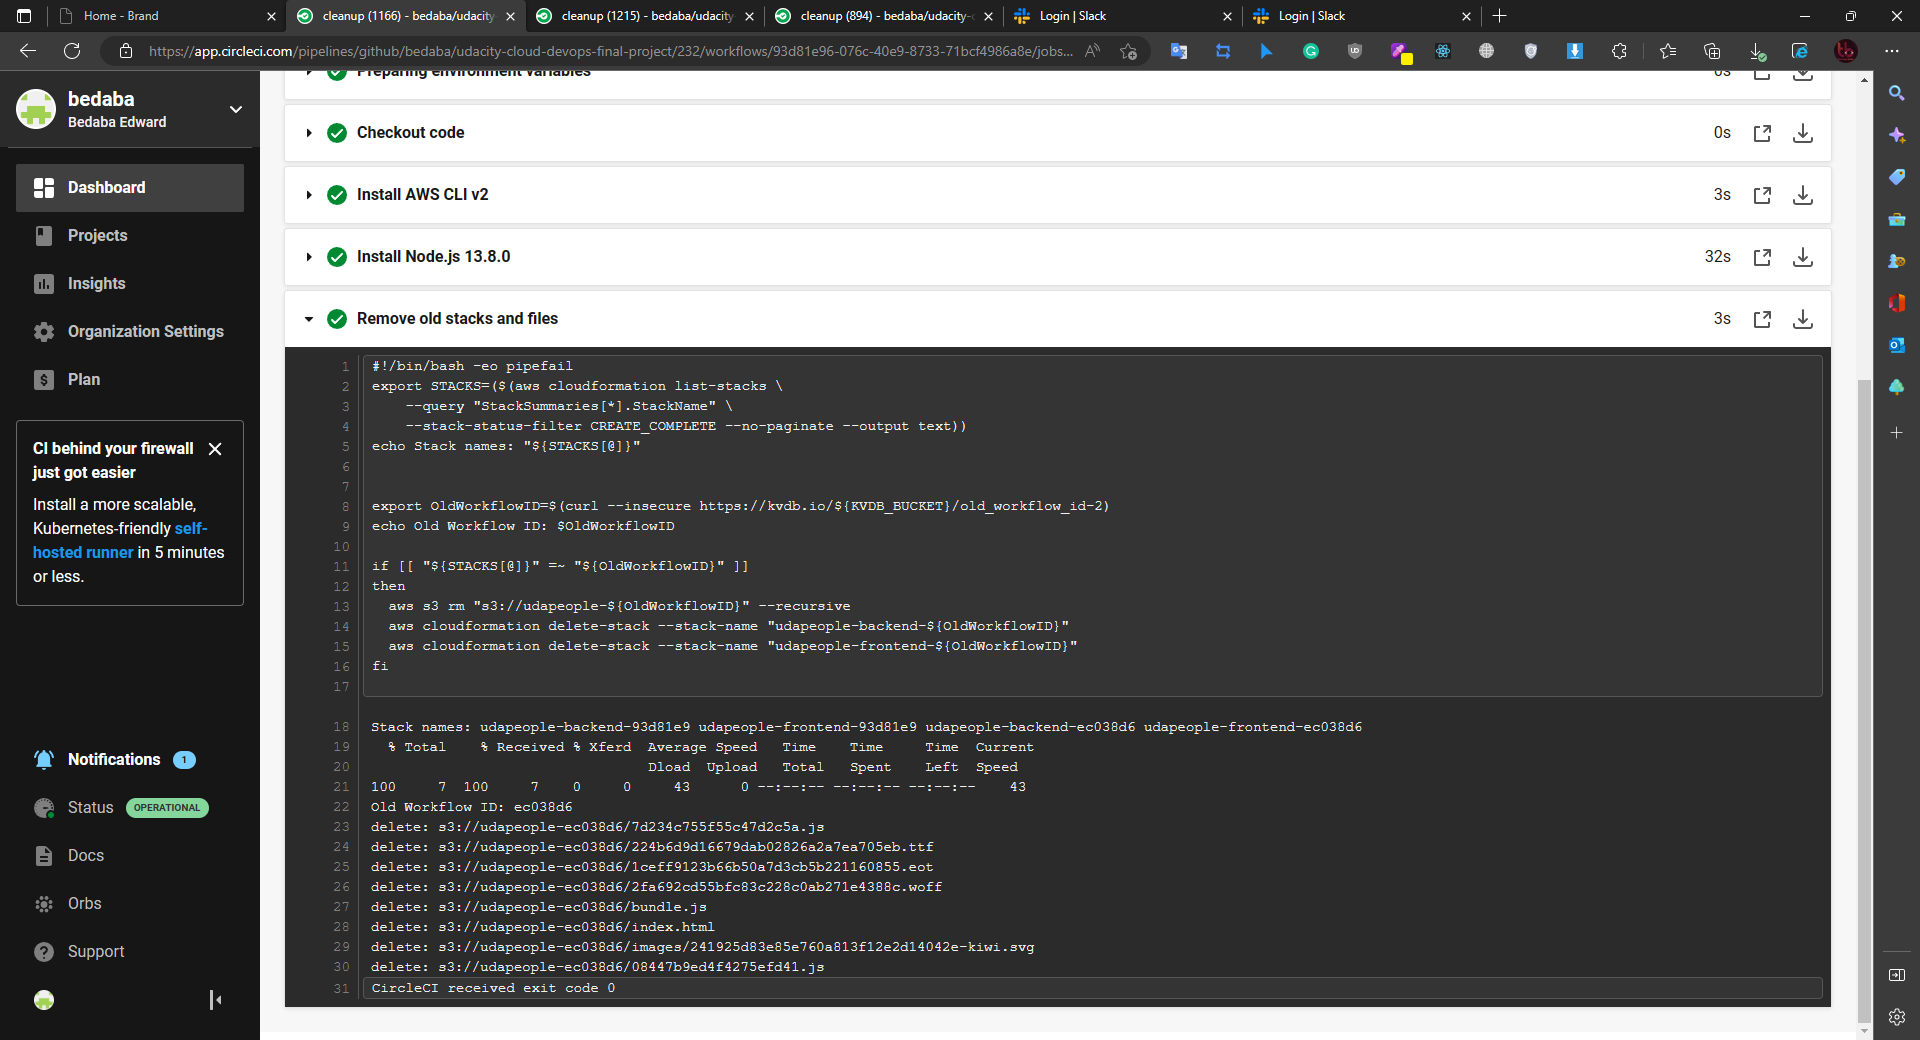 Home - Brand
cleanup (1166) - bedaba/udacity
cleanup (1215) - bedaba/udacity
cleanup (894) - bedaba/udacity-
Login | Slack
Login | Slack
https://app.circleci.com/pipelines/github/bedaba/udacity-cloud-devops-final-project/232/workflows/93d81e96-076c-40e9-8733-71bcf4986a8e/jobs...
bedaba
Bedaba Edward
Dashboard
Projects
Insights
Organization Settings
Plan
CI behind your firewall
just got easier
Install a more scalable,
Kubernetes-friendly self-
hosted runner in 5 minutes
or less.
Notifications 1
Status OPERATIONAL
Docs
Orbs
Support
Preparing environment variables 0s
Checkout code 0s
Install AWS CLI v2 3s
Install Node.js 13.8.0 32s
Remove old stacks and files 3s
1 #!/bin/bash -eo pipefail
2 export STACKS=($(aws cloudformation list-stacks \
3 --query "StackSummaries[*].StackName" \
4 --stack-status-filter CREATE_COMPLETE --no-paginate --output text))
5 echo Stack names: "${STACKS[@]}"
6
7
8 export OldWorkflowID=$(curl --insecure https://kvdb.io/${KVDB_BUCKET}/old_workflow_id-2)
9 echo Old Workflow ID: $OldWorkflowID
10
11 if [[ "${STACKS[@]}" =~ "${OldWorkflowID}" ]]
12 then
13 aws s3 rm "s3://udapeople-${OldWorkflowID}" --recursive
14 aws cloudformation delete-stack --stack-name "udapeople-backend-${OldWorkflowID}"
15 aws cloudformation delete-stack --stack-name "udapeople-frontend-${OldWorkflowID}"
16 fi
17
18 Stack names: udapeople-backend-93d81e9 udapeople-frontend-93d81e9 udapeople-backend-ec038d6 udapeople-frontend-ec038d6
19 % Total % Received % Xferd Average Speed Time Time Time Current
20 Dload Upload Total Spent Left Speed
21 100 7 100 7 0 0 43 0 --:--:-- --:--:-- --:--:-- 43
22 Old Workflow ID: ec038d6
23 delete: s3://udapeople-ec038d6/7d234c755f55c47d2c5a.js
24 delete: s3://udapeople-ec038d6/224b6d9d16679dab02826a2a7ea705eb.ttf
25 delete: s3://udapeople-ec038d6/1ceff9123b66b50a7d3cb5b221160855.eot
26 delete: s3://udapeople-ec038d6/2fa692cd55bfc83c228c0ab271e4388c.woff
27 delete: s3://udapeople-ec038d6/bundle.js
28 delete: s3://udapeople-ec038d6/index.html
29 delete: s3://udapeople-ec038d6/images/241925d83e85e760a813f12e2d14042e-kiwi.svg
30 delete: s3://udapeople-ec038d6/08447b9ed4f4275efd41.js
31 CircleCI received exit code 0